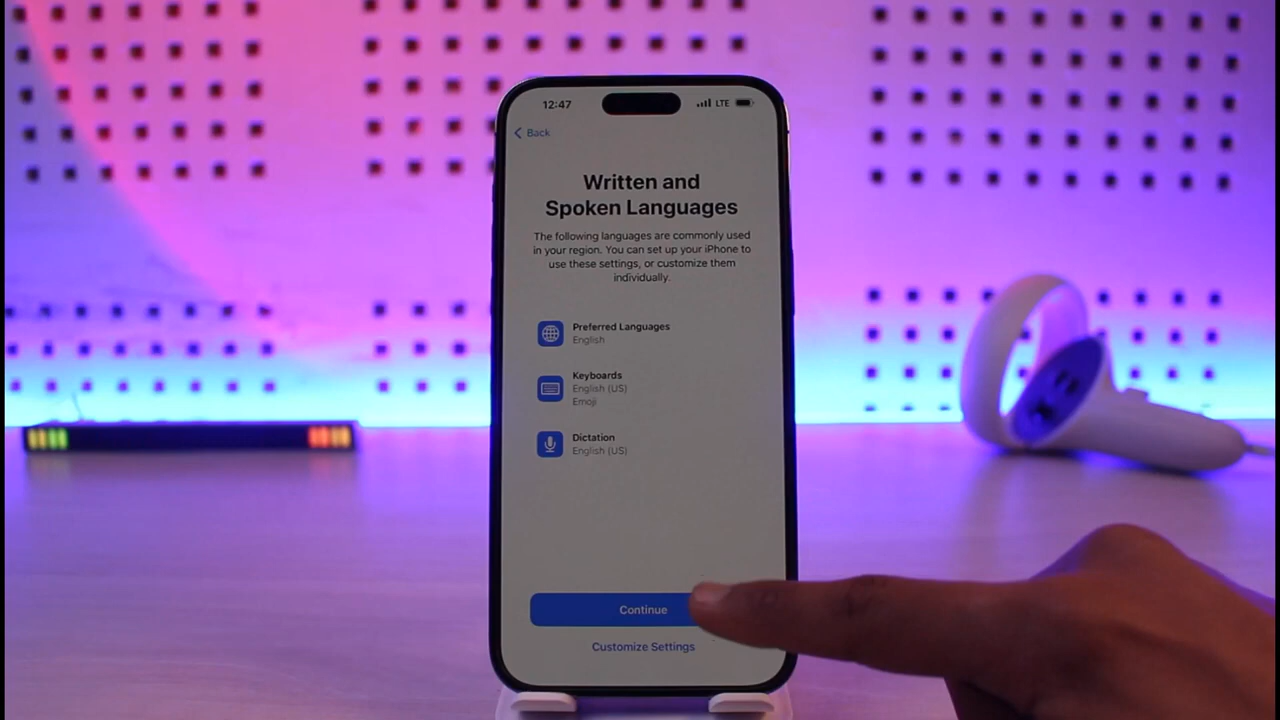 12:47
LTE
Back
Written and
Spoken Languages
The following languages are commonly used
in your region. You can set up your iPhone to
use these settings, or customize them
individually.
Preferred Languages
English
Keyboards
English (US)
Emoji
Dictation
English (US)
Continue
Customize Settings